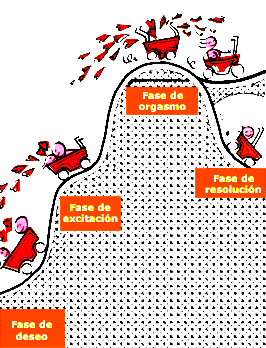 Fase de
orgasmo
Fase de
resolución
Fase de
excitación
Fase de
deseo